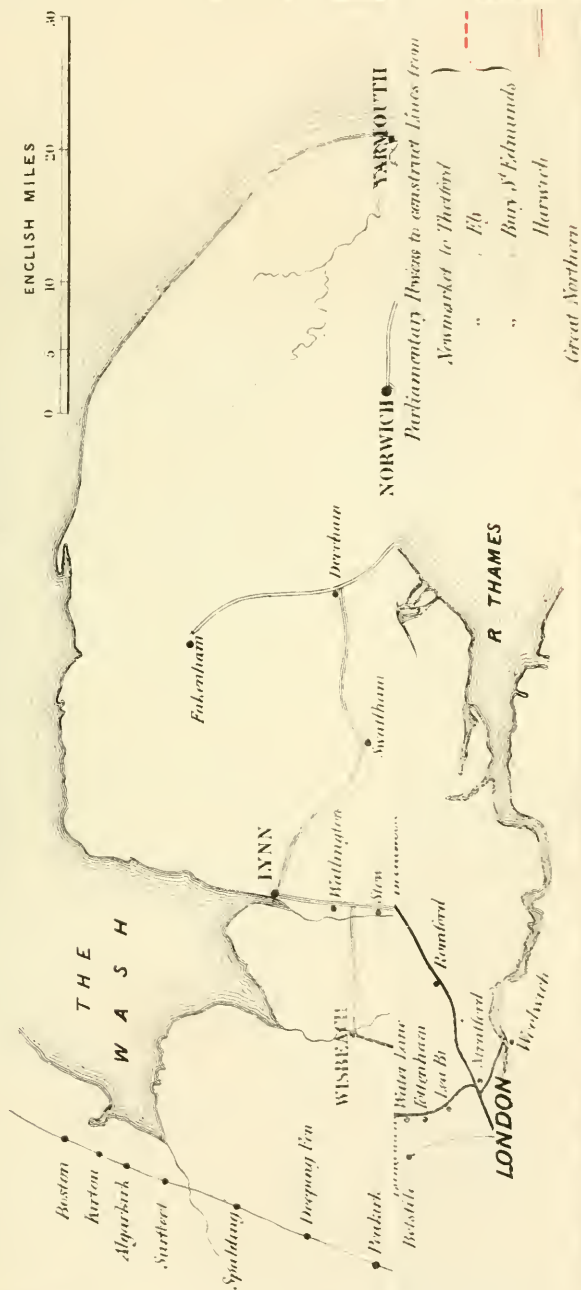 ENGLISH MILES
0 5 10 20 30
THE
WASH
Boston
Kirton
Algarkirk
Surfleet
Spalding
Deeping Fen
Peakirk
LYNN
Watlington
Stow
WISBEACH
Fakenham
Dereham
Swaffham
NORWICH
YARMOUTH
Parliamentary Powers to construct Lines from
Newmarket to Thetford
" Ely
" Bury St Edmunds
Harwich
Great Northern
R THAMES
Romford
Water Lane
Tottenham
Lea Br
Stratford
Woolwich
LONDON